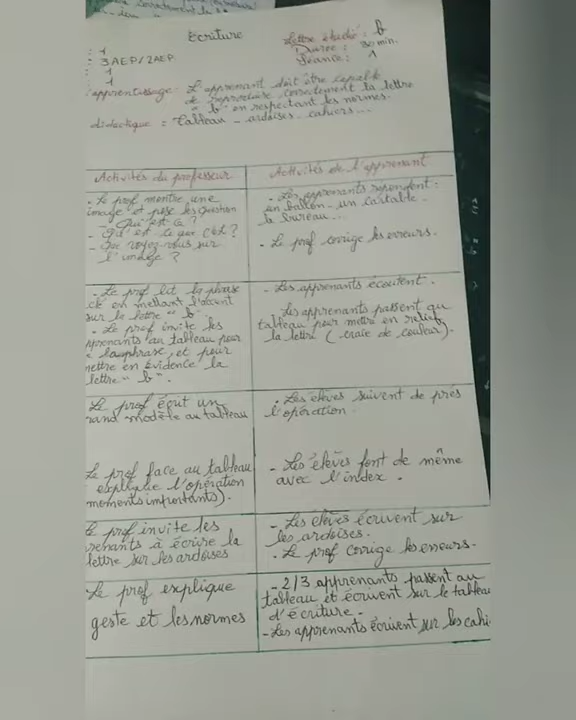 écriture
Lettre étudié : b
: 1
Durée : 30 min.
: 3AEP/2AEP
Séance : 1
: 1
: 1
apprentissage : L'apprenant doit être capable
de reproduire correctement la lettre
b en respectant les normes.
didactique = Tableau _ ardoises _ cahiers....
Activités du professeur
Activités de l'apprenant
- Le prof montre une
image et pose les question
- Qui est ce ?
- Qu'est ce que c'est ?
- Que voyez-vous sur
l'image ?
- Les apprenants repondent :
un ballon _ un cartable _
la bureau...
- Le prof corrige les erreurs.
- Le prof lit la phrase
clé en mettant l'accent
sur la lettre "b"
- Le prof invite les
apprenants au tableau pour
phrase, et pour
mettre en évidence la
lettre "b".
- Les apprenants écoutent.
- Les apprenants passent au
tableau pour mettre en relief
la lettre (craie de couleur).
Le prof écrit un
grand modèle au tableau
- Les élèves suivent de près
l'opération.
Le prof face au tableau
explique l'opération
moments importants).
- Les élèves font de même
avec l'index.
Le prof invite les
apprenants à écrire la
lettre sur les ardoises
- Les élèves écrivent sur
les ardoises.
- Le prof corrige les erreurs.
Le prof explique
geste et les normes
- 2/3 apprenants passent au
tableau et écrivent sur le tableau
d'écriture.
- Les apprenants écrivent sur les cahi